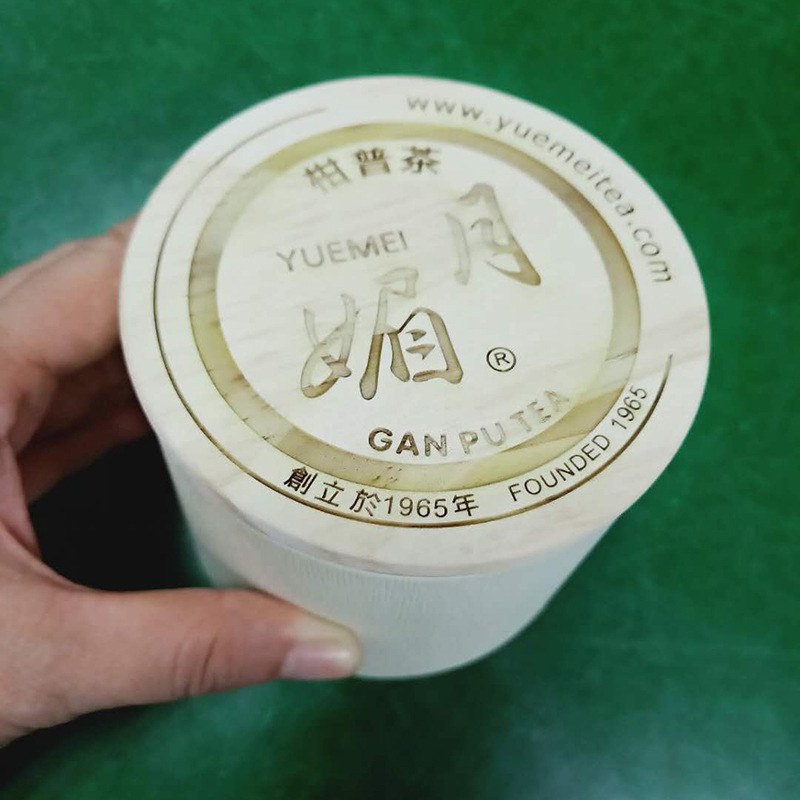 www.yuemeitea.com
柑普茶
YUEMEI
月
媚
®
GAN PU TEA
創立於1965年 FOUNDED 1965